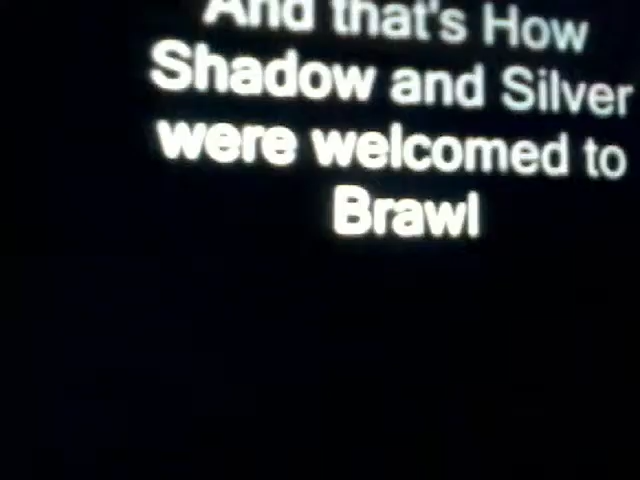 And that's How
Shadow and Silver
were welcomed to
Brawl